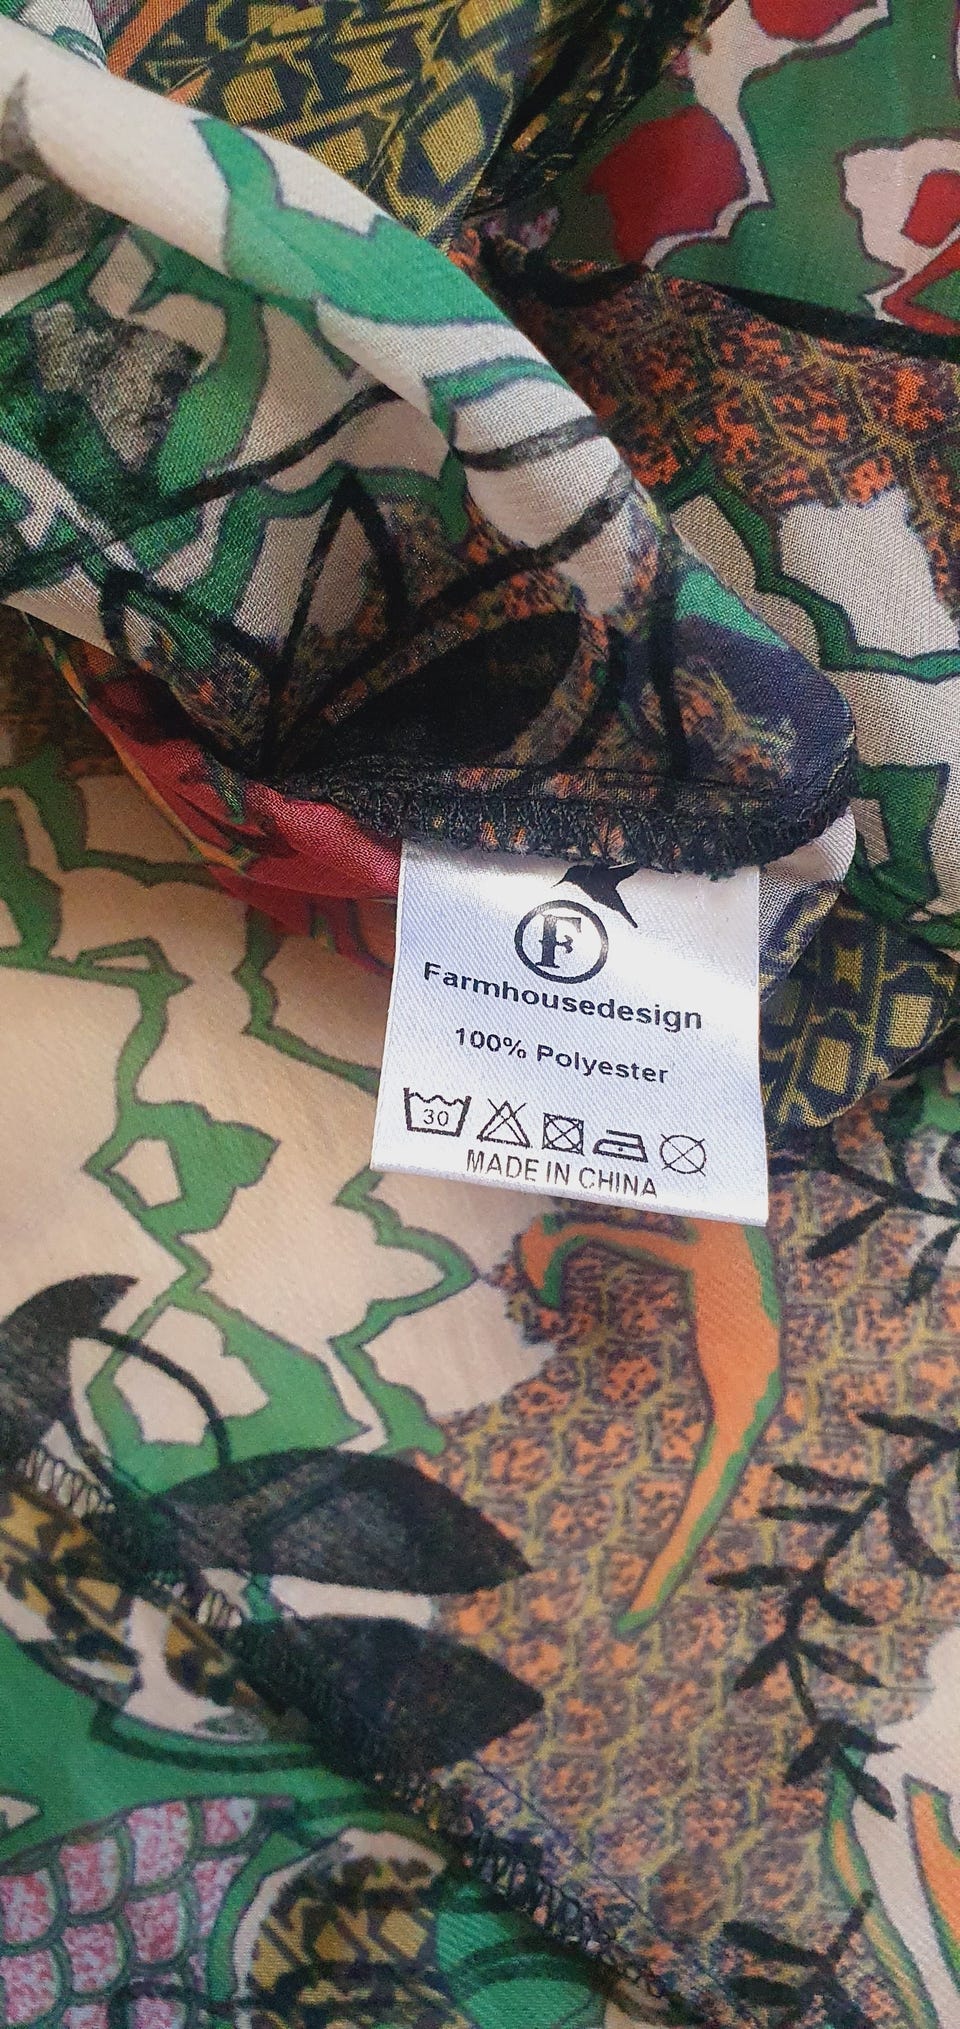 F
Farmhousedesign
100% Polyester
30
MADE IN CHINA